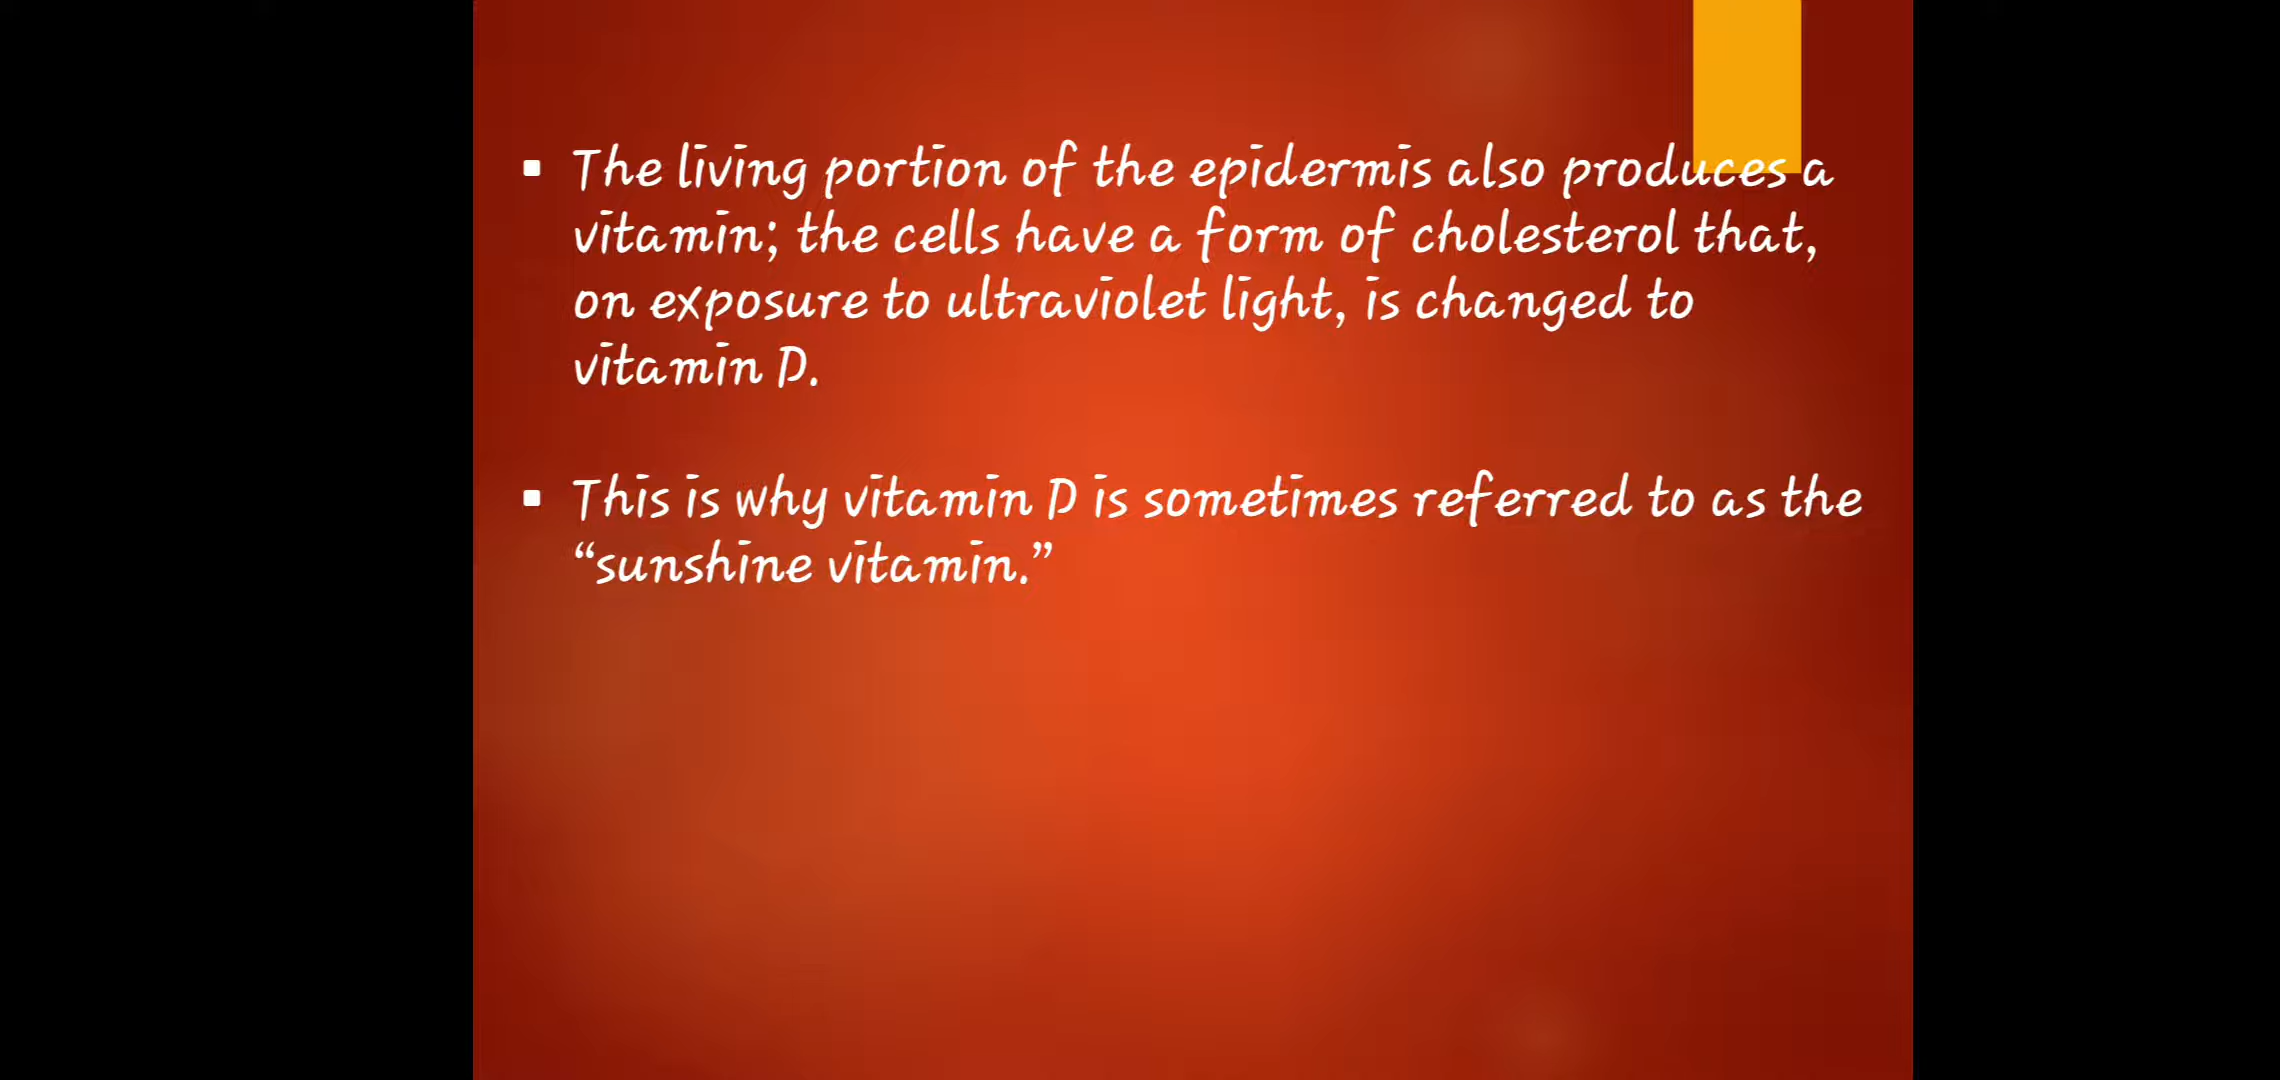 ▪ The living portion of the epidermis also produces a
vitamin; the cells have a form of cholesterol that,
on exposure to ultraviolet light, is changed to
vitamin D.
▪ This is why vitamin D is sometimes referred to as the
“sunshine vitamin.”